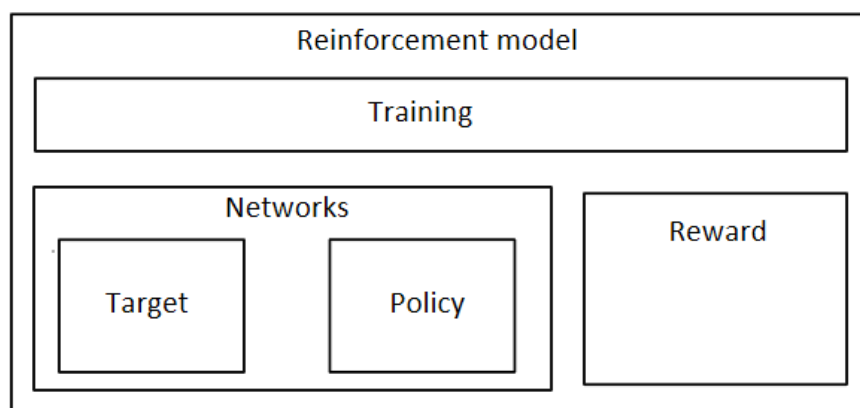 Reinforcement model
Training
Networks
Reward
Target
Policy